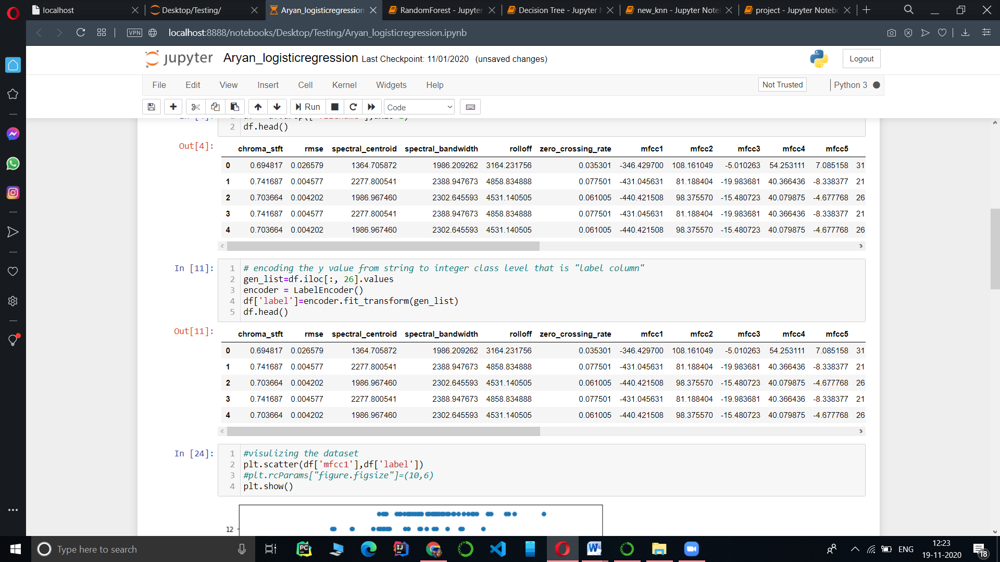 localhost
Desktop/Testing/
Aryan_logisticregression
RandomForest - Jupyter
Decision Tree - Jupyter N
new_knn - Jupyter Note
project - Jupyter Notebo
VPN
localhost:8888/notebooks/Desktop/Testing/Aryan_logisticregression.ipynb
jupyter Aryan_logisticregression Last Checkpoint: 11/01/2020 (unsaved changes)
Logout
File Edit View Insert Cell Kernel Widgets Help
Not Trusted
Python 3
Run
Code
2 df.head()
Out[4]:
chroma_stft rmse spectral_centroid spectral_bandwidth rolloff zero_crossing_rate mfcc1 mfcc2 mfcc3 mfcc4 mfcc5
0 0.694817 0.026579 1364.705872 1986.209262 3164.231756 0.035301 -346.429700 108.161049 -5.010263 54.253111 7.085158 31
1 0.741687 0.004577 2277.800541 2388.947673 4858.834888 0.077501 -431.045631 81.188404 -19.983681 40.366436 -8.338377 21
2 0.703664 0.004202 1986.967460 2302.645593 4531.140505 0.061005 -440.421508 98.375570 -15.480723 40.079875 -4.677768 26
3 0.741687 0.004577 2277.800541 2388.947673 4858.834888 0.077501 -431.045631 81.188404 -19.983681 40.366436 -8.338377 21
4 0.703664 0.004202 1986.967460 2302.645593 4531.140505 0.061005 -440.421508 98.375570 -15.480723 40.079875 -4.677768 26
In [11]:
1 # encoding the y value from string to integer class level that is "label column"
2 gen_list=df.iloc[:, 26].values
3 encoder = LabelEncoder()
4 df['label']=encoder.fit_transform(gen_list)
5 df.head()
Out[11]:
chroma_stft rmse spectral_centroid spectral_bandwidth rolloff zero_crossing_rate mfcc1 mfcc2 mfcc3 mfcc4 mfcc5
0 0.694817 0.026579 1364.705872 1986.209262 3164.231756 0.035301 -346.429700 108.161049 -5.010263 54.253111 7.085158 31
1 0.741687 0.004577 2277.800541 2388.947673 4858.834888 0.077501 -431.045631 81.188404 -19.983681 40.366436 -8.338377 21
2 0.703664 0.004202 1986.967460 2302.645593 4531.140505 0.061005 -440.421508 98.375570 -15.480723 40.079875 -4.677768 26
3 0.741687 0.004577 2277.800541 2388.947673 4858.834888 0.077501 -431.045631 81.188404 -19.983681 40.366436 -8.338377 21
4 0.703664 0.004202 1986.967460 2302.645593 4531.140505 0.061005 -440.421508 98.375570 -15.480723 40.079875 -4.677768 26
In [24]:
1 #visulizing the dataset
2 plt.scatter(df['mfcc1'],df['label'])
3 #plt.rcParams["figure.figsize"]=(10,6)
4 plt.show()
12
Type here to search
ENG
12:23
19-11-2020
18